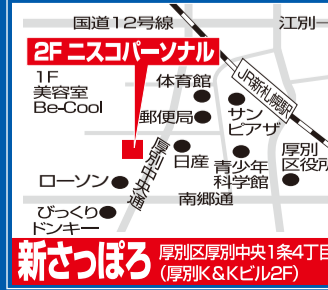 国道12号線
江別一
2F ニスコパーソナル
1F
美容室
Be-Cool
体育館
JR新札幌駅
郵便局
サン
ピアザ
厚別中央通
日産
青少年
科学館
厚別
区役所
ローソン
南郷通
びっくり
ドンキー
新さっぽろ
厚別区厚別中央1条4丁目
(厚別K&Kビル2F)